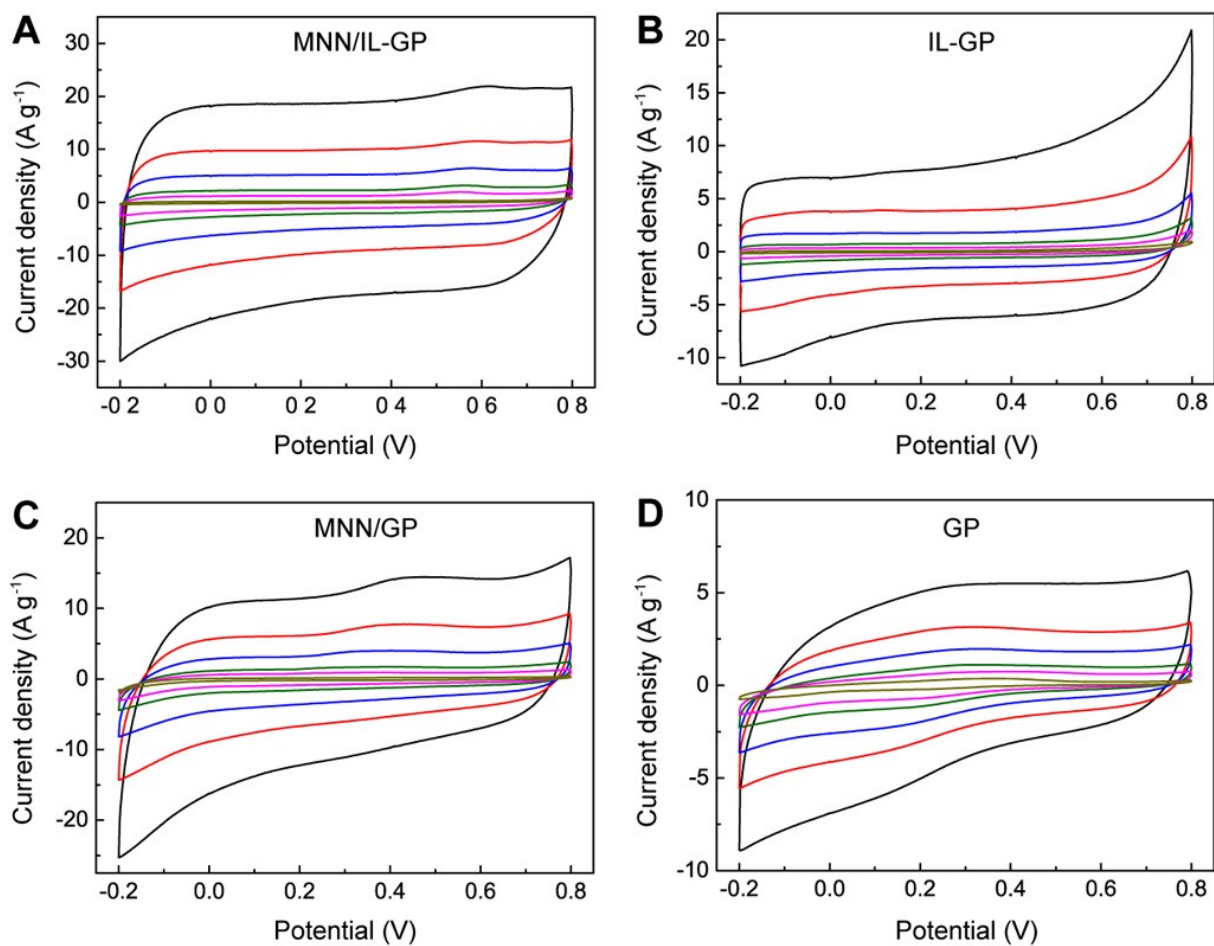 A
MNN/IL-GP
Current density (A g-1)
30
20
10
0
-10
-20
-30
-0 2 0 0 0 2 0 4 0 6 0 8
Potential (V)
B
IL-GP
Current density (A g-1)
20
15
10
5
0
-5
-10
-0.2 0.0 0.2 0.4 0.6 0.8
Potential (V)
C
MNN/GP
Current density (A g-1)
20
10
0
-10
-20
-0.2 0.0 0 2 0.4 0.6 0.8
Potential (V)
D
GP
Current density (A g-1)
10
5
0
-5
-10
-0.2 0.0 0.2 0.4 0.6 0.8
Potential (V)